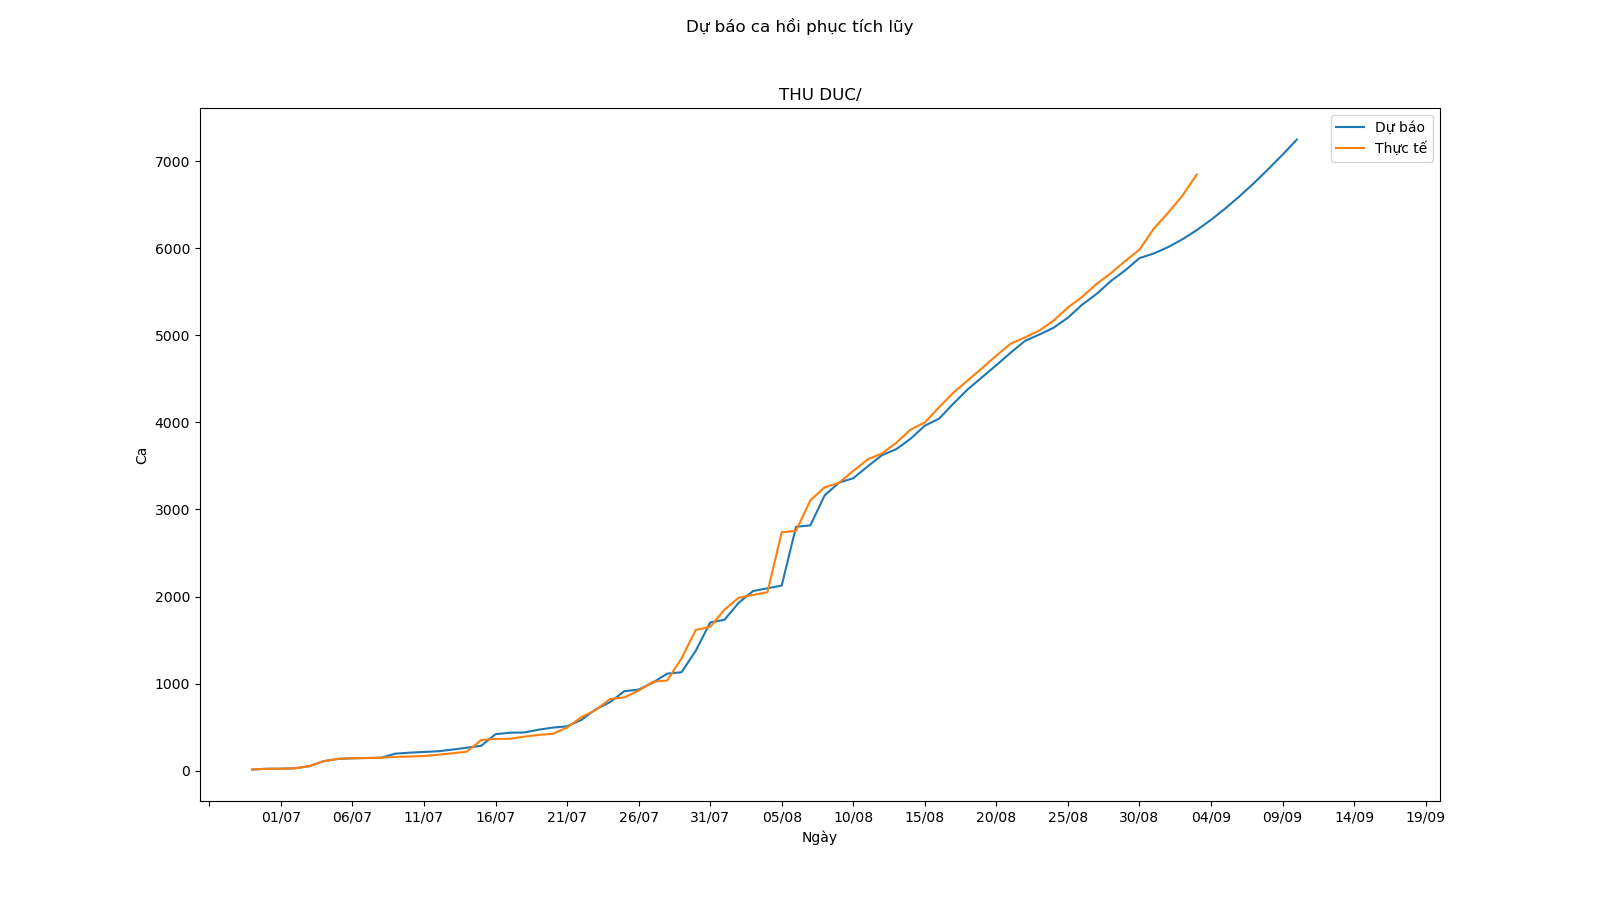 Dự báo ca hồi phục tích lũy
THU DUC/
Dự báo
Thực tế
7000
6000
5000
4000
3000
2000
1000
0
Ca
01/07 06/07 11/07 16/07 21/07 26/07 31/07 05/08 10/08 15/08 20/08 25/08 30/08 04/09 09/09 14/09 19/09
Ngày